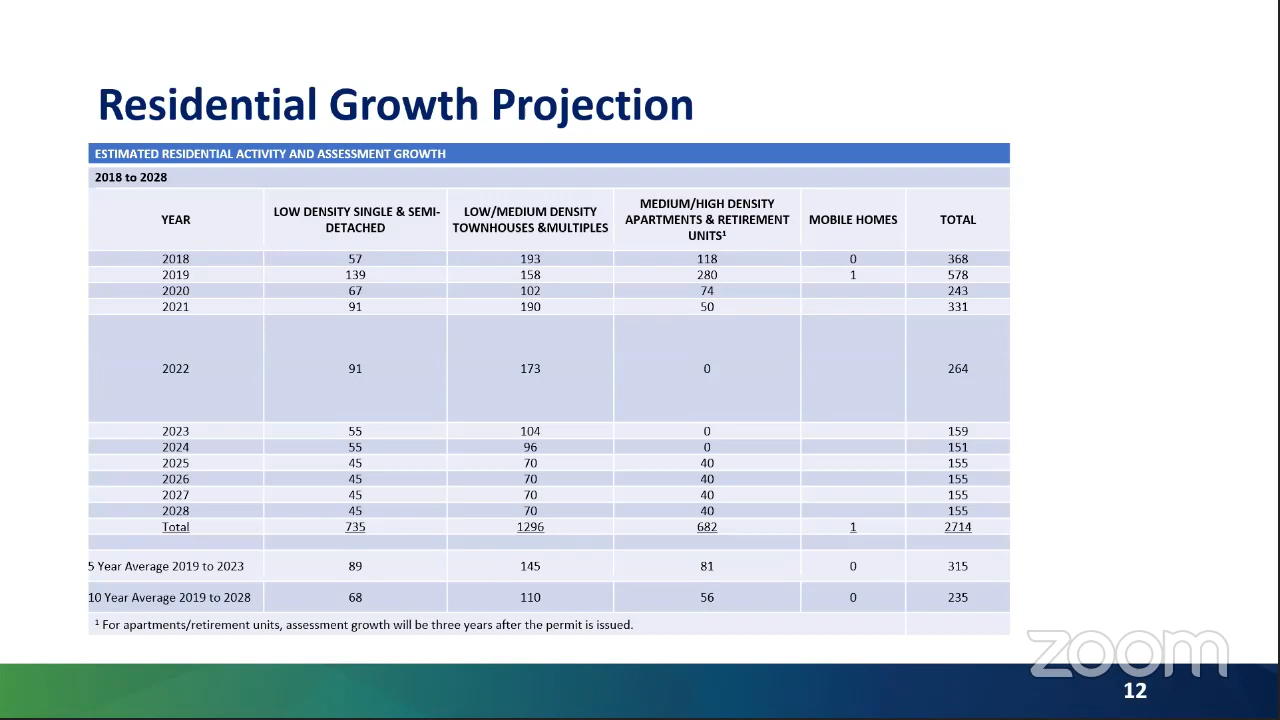 Residential Growth Projection
ESTIMATED RESIDENTIAL ACTIVITY AND ASSESSMENT GROWTH
2018 to 2028
YEAR LOW DENSITY SINGLE & SEMI-DETACHED LOW/MEDIUM DENSITY TOWNHOUSES &MULTIPLES MEDIUM/HIGH DENSITY APARTMENTS & RETIREMENT UNITS¹ MOBILE HOMES TOTAL
2018 57 193 118 0 368
2019 139 158 280 1 578
2020 67 102 74 243
2021 91 190 50 331
2022 91 173 0 264
2023 55 104 0 159
2024 55 96 0 151
2025 45 70 40 155
2026 45 70 40 155
2027 45 70 40 155
2028 45 70 40 155
Total 735 1296 682 1 2714
5 Year Average 2019 to 2023 89 145 81 0 315
10 Year Average 2019 to 2028 68 110 56 0 235
¹ For apartments/retirement units, assessment growth will be three years after the permit is issued.
zoom
12